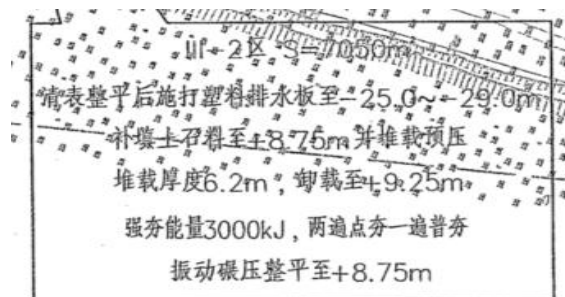 -2区 S=7050m
清表整平后施打塑料排水板至-25.0~-29.0m
补填土石料至+8.75m并堆载预压
堆载厚度6.2m，卸载至+9.25m
强夯能量3000kJ，两遍点夯一遍普夯
振动碾压整平至+8.75m